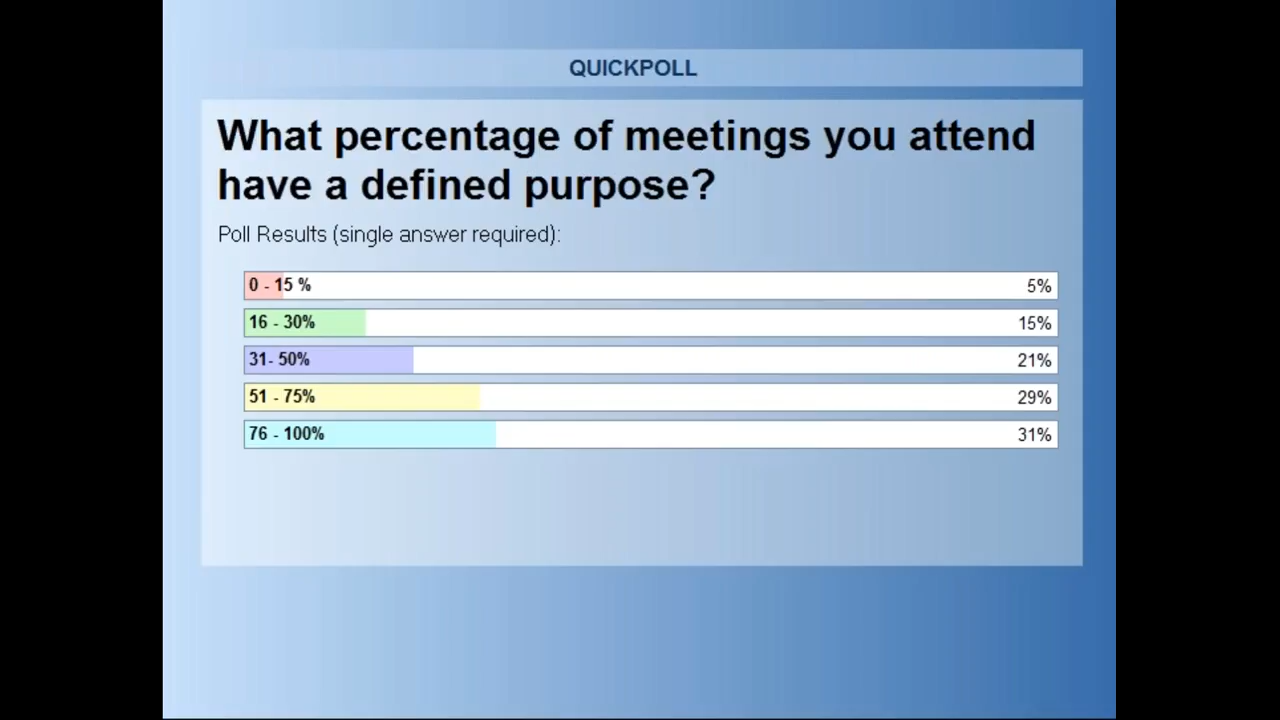 QUICKPOLL
What percentage of meetings you attend
have a defined purpose?
Poll Results (single answer required):
0 - 15 % 5%
16 - 30% 15%
31- 50% 21%
51 - 75% 29%
76 - 100% 31%